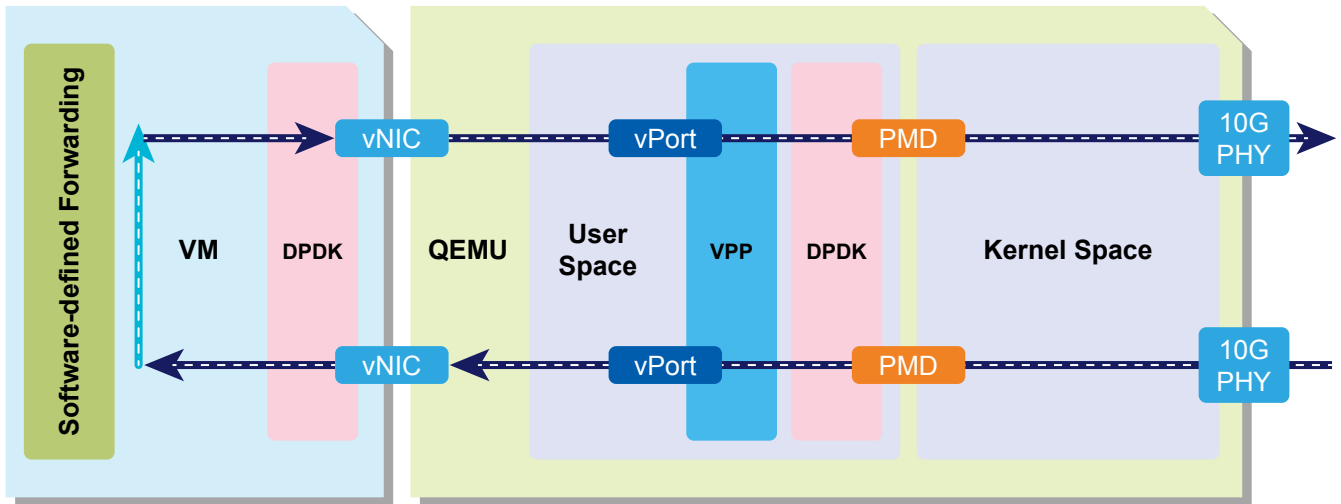 Software-defined Forwarding
vNIC
vPort
PMD
10G
PHY
VM
DPDK
QEMU
User
Space
VPP
DPDK
Kernel Space
vNIC
vPort
PMD
10G
PHY